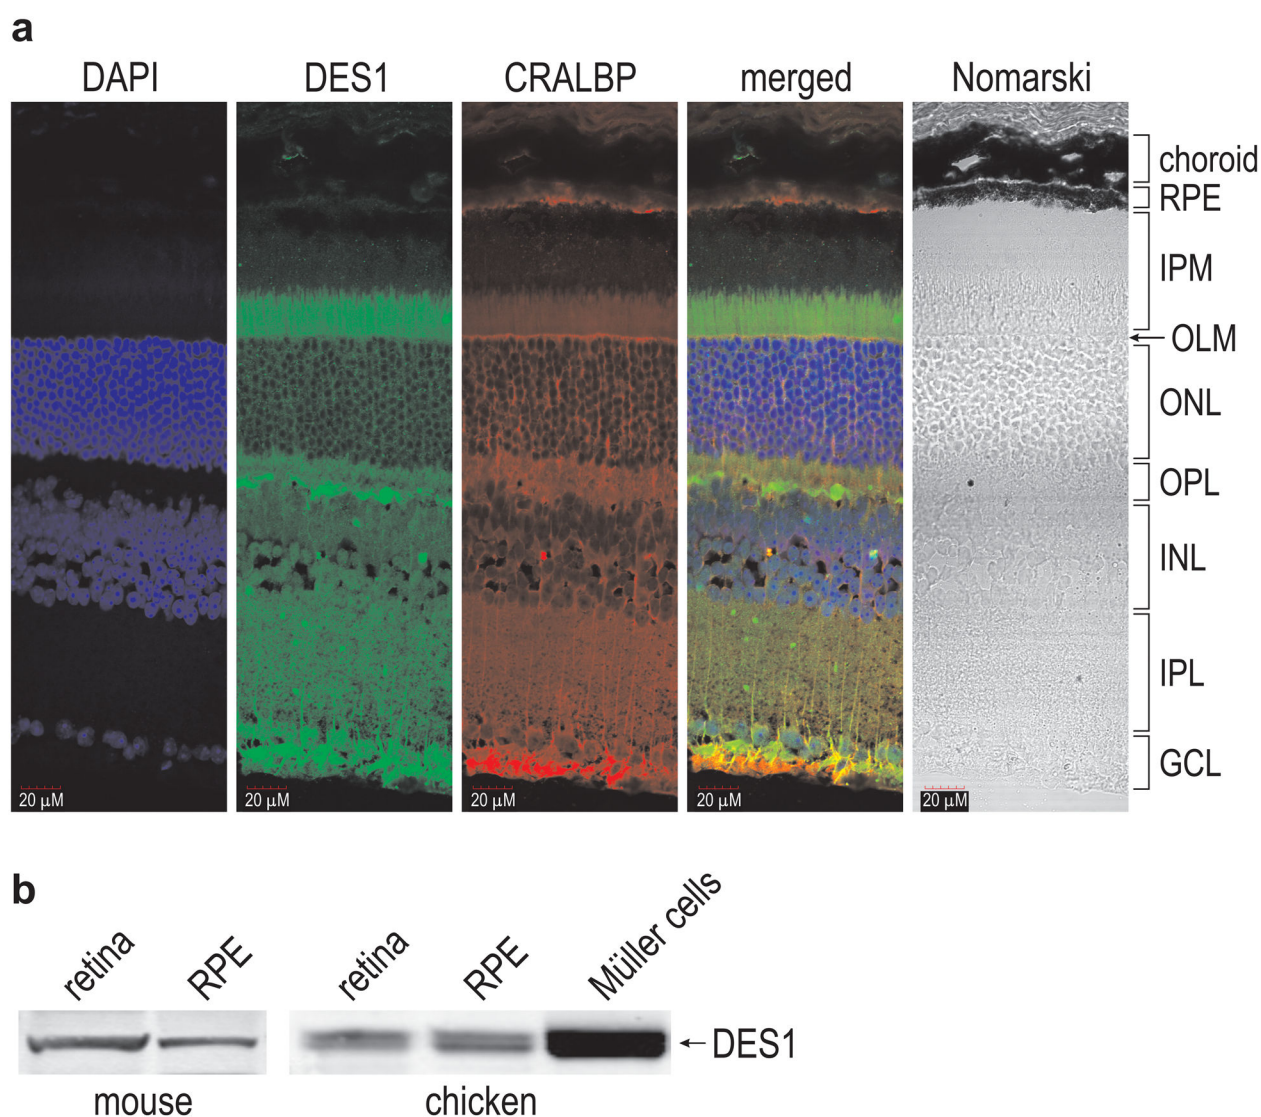 a
DAPI
DES1
CRALBP
merged
Nomarski
choroid
RPE
IPM
OLM
ONL
OPL
INL
IPL
GCL
20 µM
20 µM
20 µM
20 µM
20 µM
b
retina
RPE
retina
RPE
Müller cells
DES1
mouse
chicken